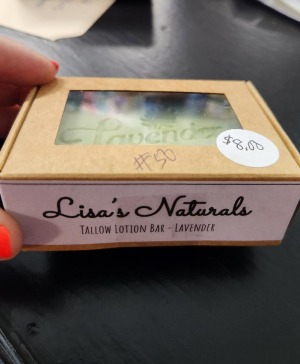 Lavender
$8.00
#50
Lisa's Naturals
Tallow Lotion Bar - Lavender